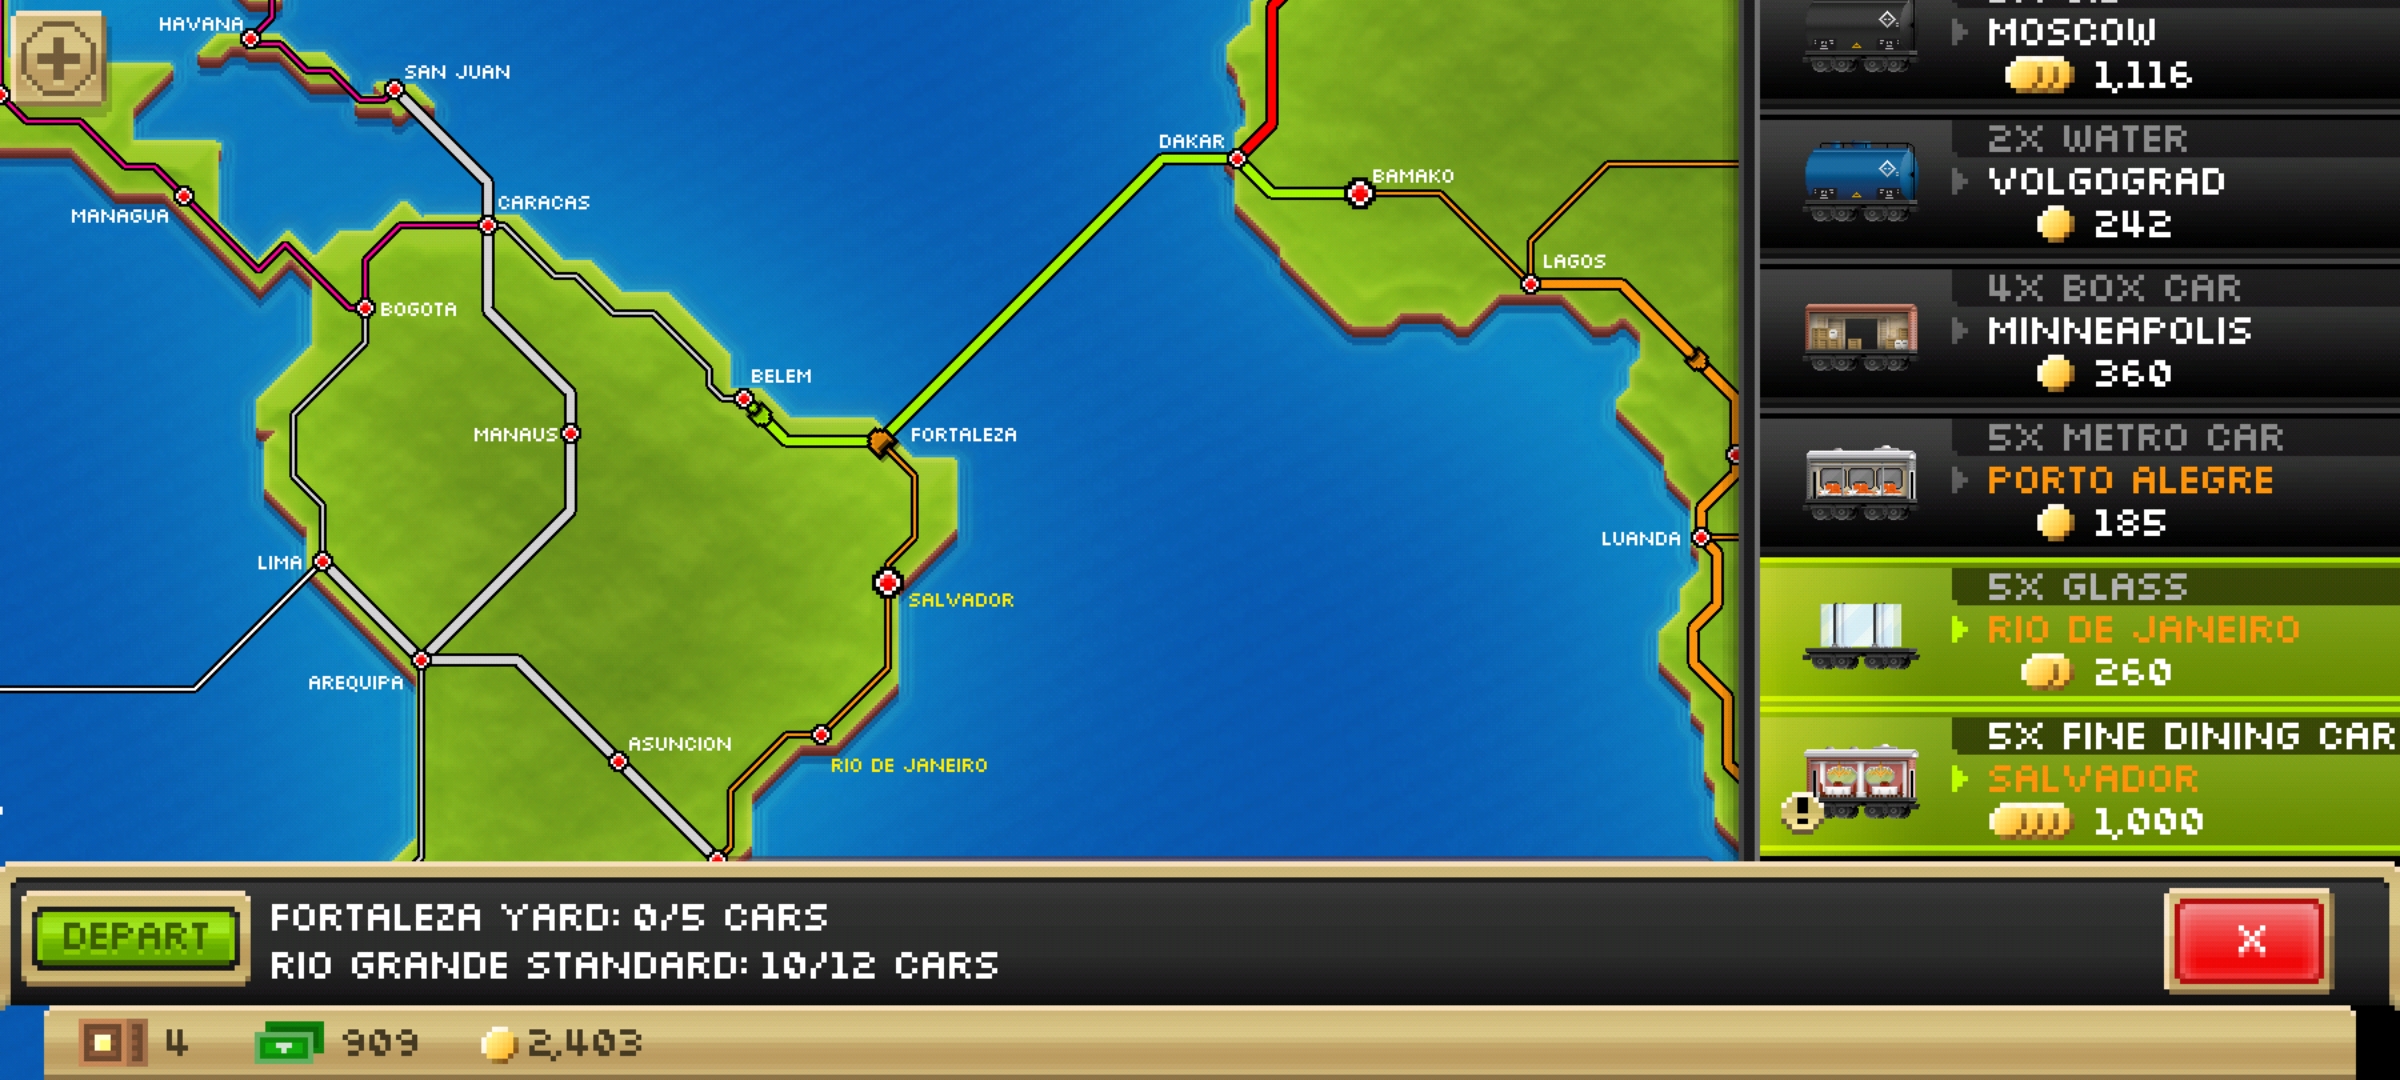 HAVANA
SAN JUAN
MANAGUA
CARACAS
BOGOTA
BELEM
MANAUS
FORTALEZA
LIMA
SALVADOR
AREQUIPA
ASUNCION
RIO DE JANEIRO
DAKAR
BAMAKO
LAGOS
LUANDA
MOSCOW
1,116
2X WATER
VOLGOGRAD
242
4X BOX CAR
MINNEAPOLIS
360
5X METRO CAR
PORTO ALEGRE
185
5X GLASS
RIO DE JANEIRO
260
5X FINE DINING CAR
SALVADOR
1,000
DEPART
FORTALEZA YARD: 0/5 CARS
RIO GRANDE STANDARD: 10/12 CARS
X
4
909
2,403